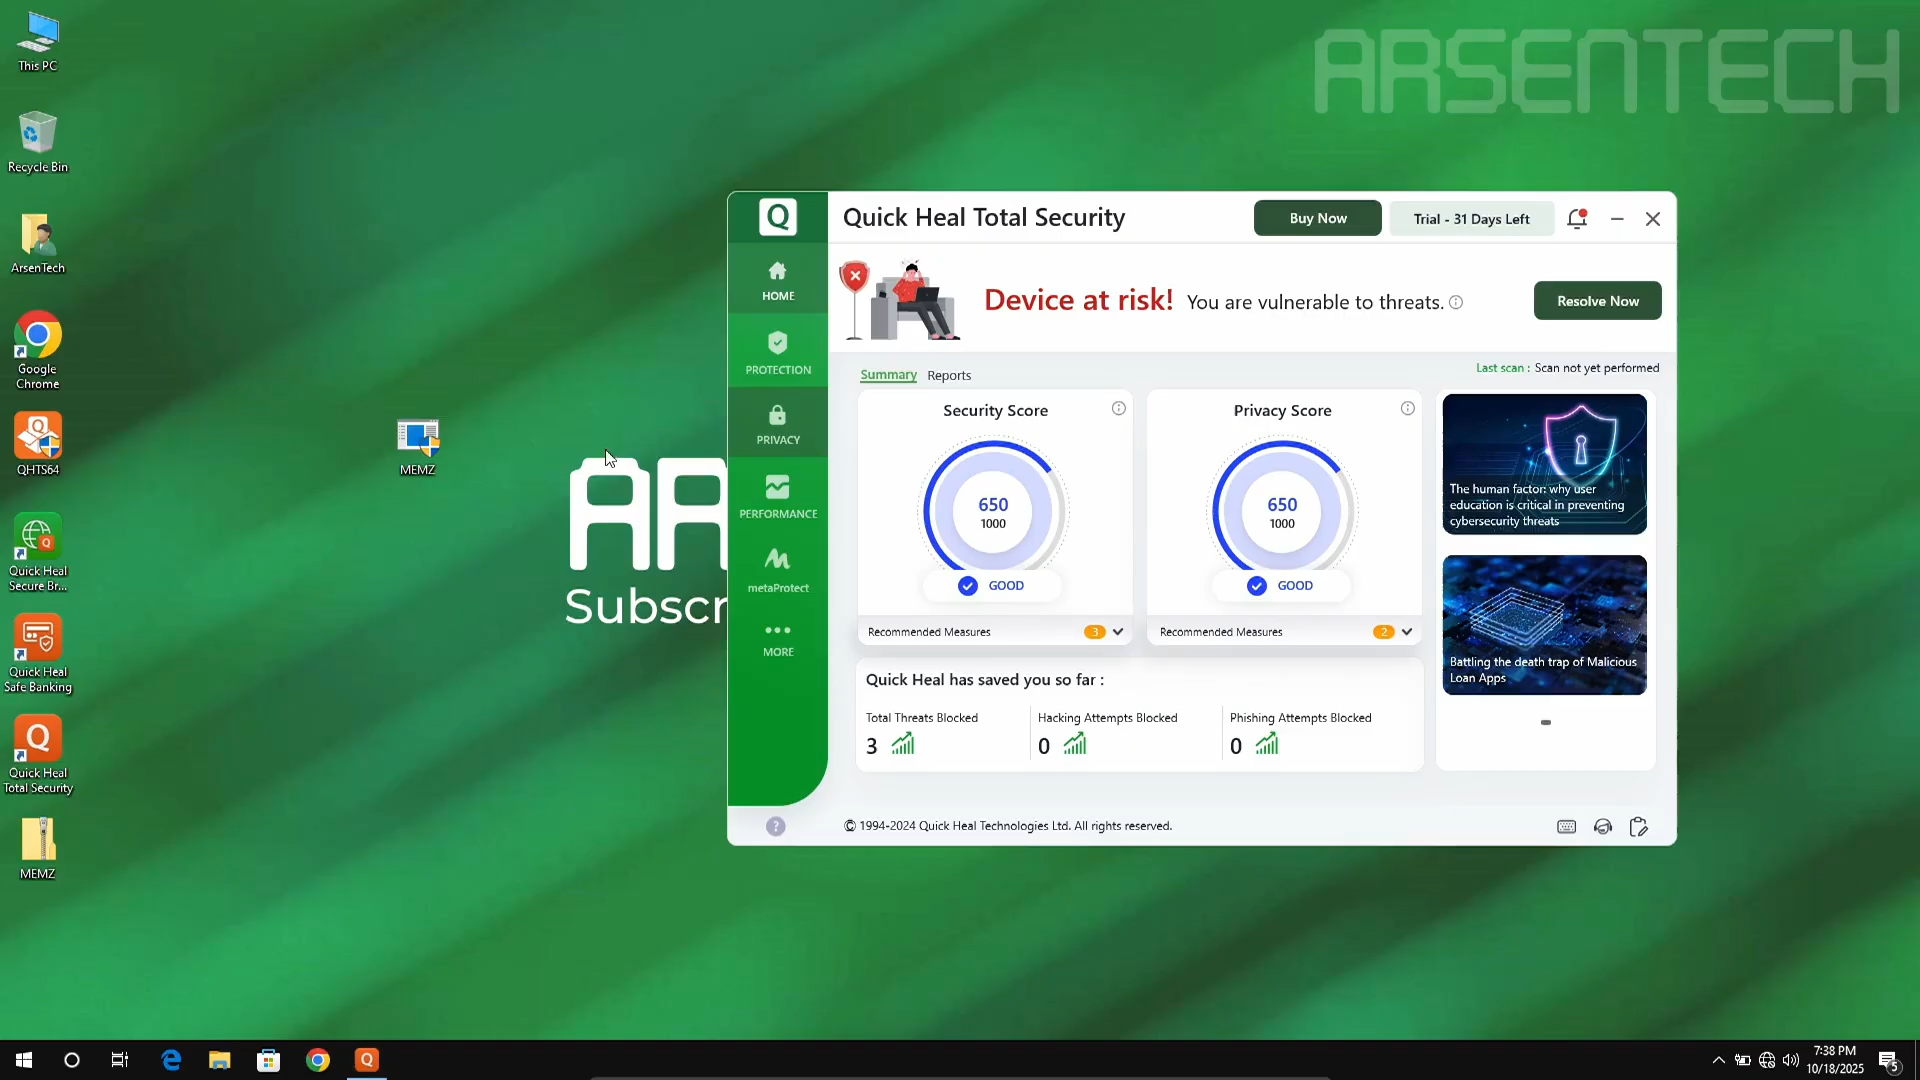 ARSENTECH
This PC
Recycle Bin
ArsenTech
Google
Chrome
QHTS64
Quick Heal
Secure Br...
Quick Heal
Safe Banking
Quick Heal
Total Security
MEMZ
MEMZ
AR
Subscr
Q
HOME
PROTECTION
PRIVACY
PERFORMANCE
metaProtect
MORE
?
Quick Heal Total Security
Buy Now
Trial - 31 Days Left
Device at risk! You are vulnerable to threats.
Resolve Now
Summary Reports
Last scan : Scan not yet performed
Security Score
650
1000
GOOD
Recommended Measures 3
Privacy Score
650
1000
GOOD
Recommended Measures 2
The human factor: why user
education is critical in preventing
cybersecurity threats
Battling the death trap of Malicious
Loan Apps
Quick Heal has saved you so far :
Total Threats Blocked
3
Hacking Attempts Blocked
0
Phishing Attempts Blocked
0
© 1994-2024 Quick Heal Technologies Ltd. All rights reserved.
7:38 PM
10/18/2025
5